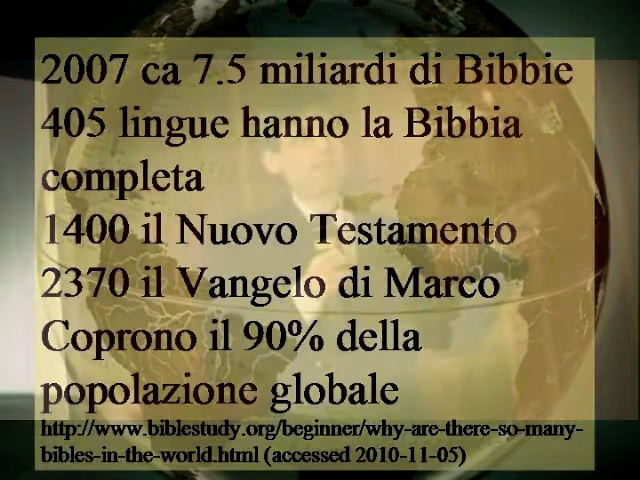 2007 ca 7.5 miliardi di Bibbie
405 lingue hanno la Bibbia
completa
1400 il Nuovo Testamento
2370 il Vangelo di Marco
Coprono il 90% della
popolazione globale
http://www.biblestudy.org/beginner/why-are-there-so-many-
bibles-in-the-world.html (accessed 2010-11-05)